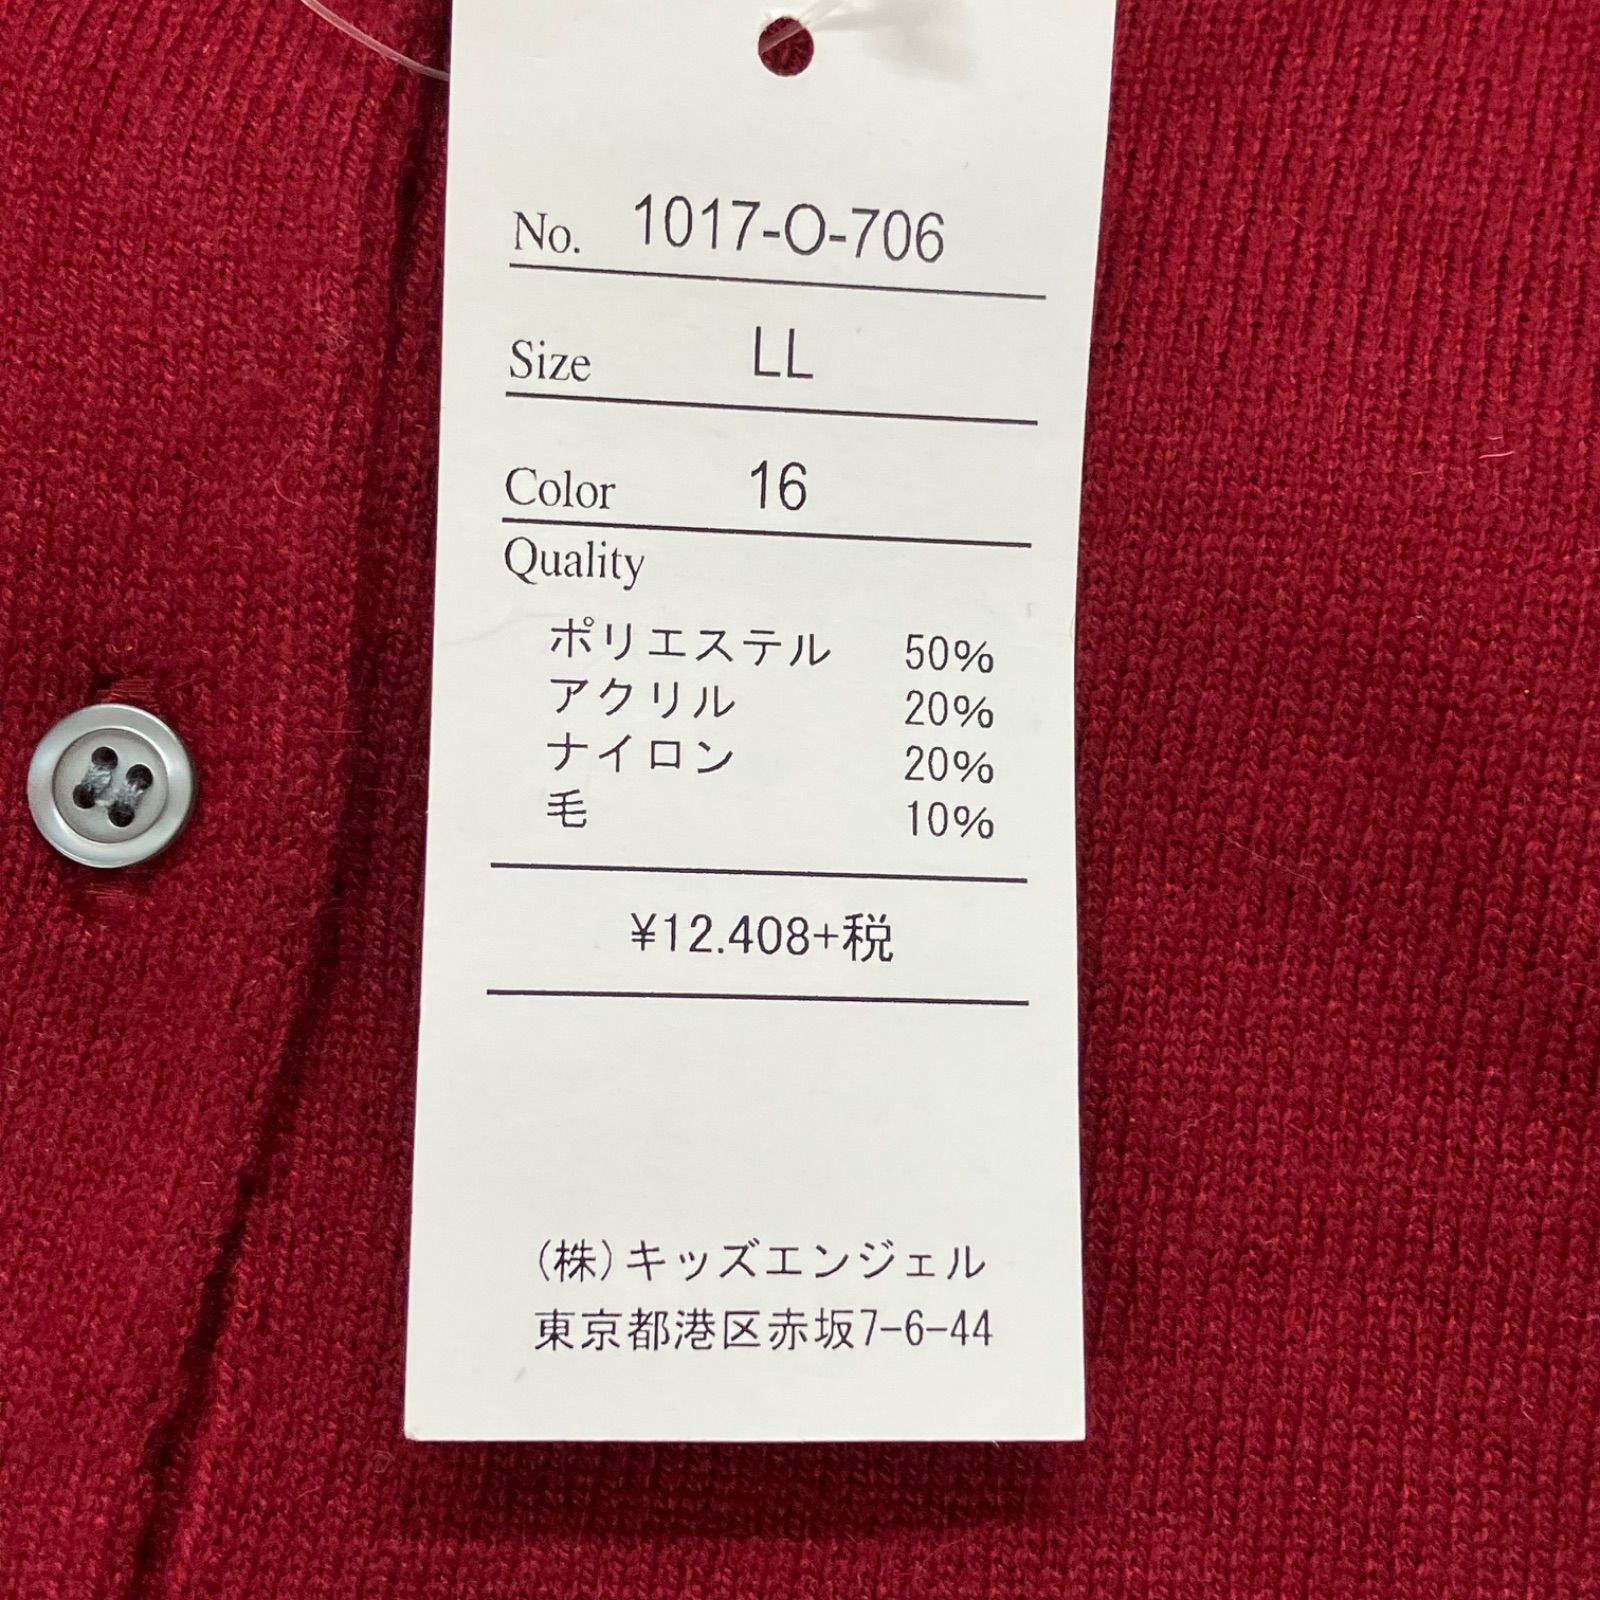 No. 1017-O-706
Size LL
Color 16
Quality
ポリエステル 50%
アクリル 20%
ナイロン 20%
毛 10%
¥12.408+税
(株)キッズエンジェル
東京都港区赤坂7-6-44